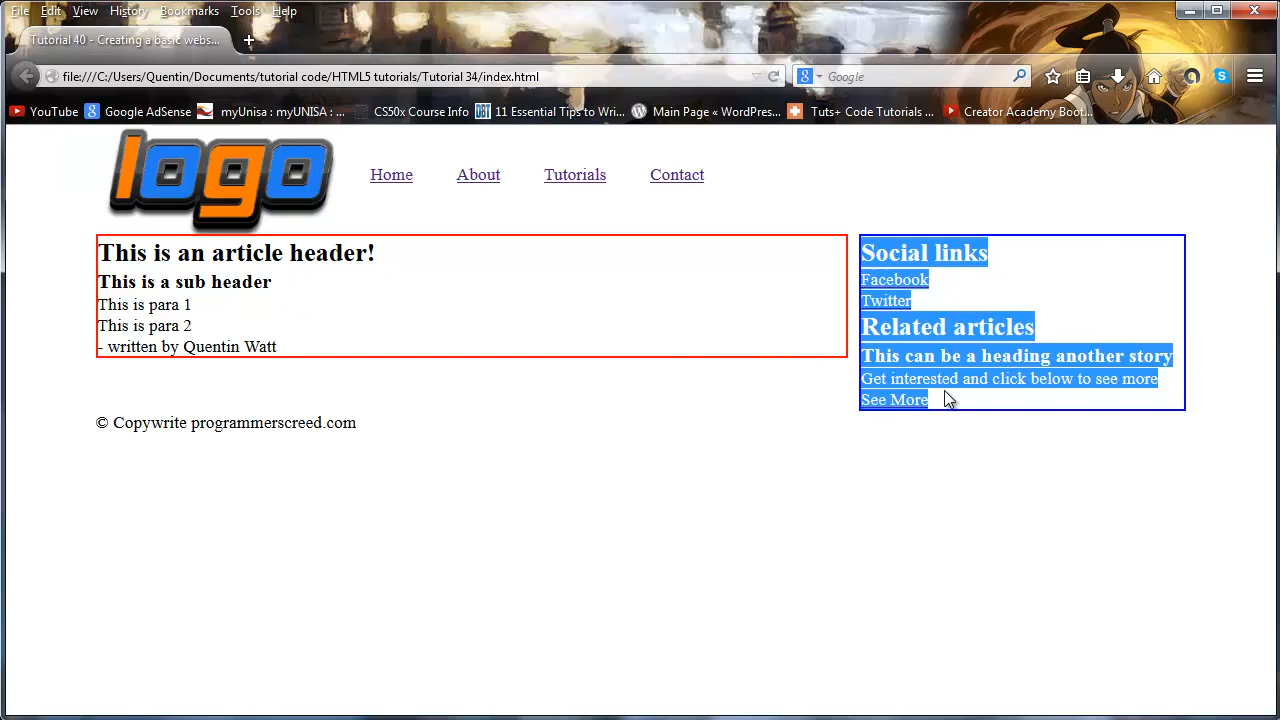 File Edit View History Bookmarks Tools Help
Tutorial 40 - Creating a basic webs... +
file:///C:/Users/Quentin/Documents/tutorial code/HTML5 tutorials/Tutorial 34/index.html Google
YouTube Google AdSense myUnisa : myUNISA : ... CS50x Course Info 11 Essential Tips to Wri... Main Page « WordPres... Tuts+ Code Tutorials ... Creator Academy Boot...
logo Home About Tutorials Contact
This is an article header!
This is a sub header
This is para 1
This is para 2
- written by Quentin Watt
Social links
Facebook
Twitter
Related articles
This can be a heading another story
Get interested and click below to see more
See More
© Copywrite programmerscreed.com